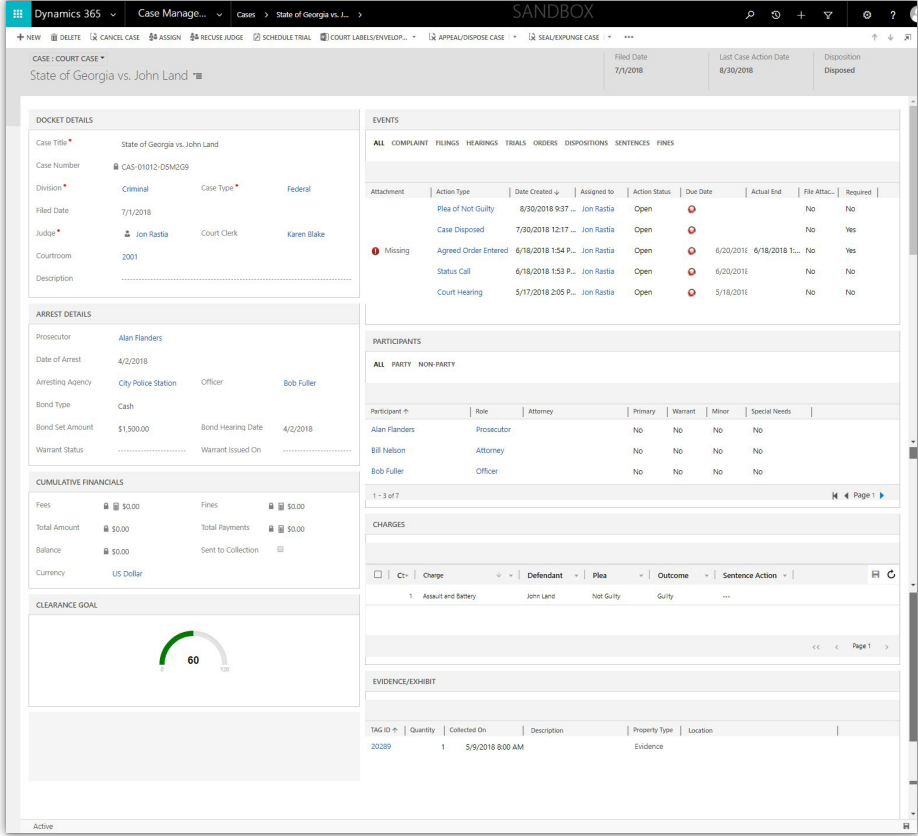 Dynamics 365 Case Manage... Cases > State of Georgia vs. J... > SANDBOX
NEW DELETE CANCEL CASE ASSIGN RECUSE JUDGE SCHEDULE TRIAL COURT LABELS/ENVELOP... APPEAL/DISPOSE CASE SEAL/EXPUNGE CASE ...
CASE : COURT CASE
State of Georgia vs. John Land
Filed Date Last Case Action Date Disposition
7/1/2018 8/30/2018 Disposed
DOCKET DETAILS
Case Title * State of Georgia vs. John Land
Case Number CAS-01012-D5M2G9
Division * Criminal Case Type * Federal
Filed Date 7/1/2018
Judge * Jon Rastia Court Clerk Karen Blake
Courtroom 2001
Description
ARREST DETAILS
Prosecutor Alan Flanders
Date of Arrest 4/2/2018
Arresting Agency City Police Station Officer Bob Fuller
Bond Type Cash
Bond Set Amount $1,500.00 Bond Hearing Date 4/2/2018
Warrant Status Warrant Issued On
CUMULATIVE FINANCIALS
Fees $0.00 Fines $0.00
Total Amount $0.00 Total Payments $0.00
Balance $0.00 Sent to Collection
Currency US Dollar
CLEARANCE GOAL
60
0 120
EVENTS
ALL COMPLAINT FILINGS HEARINGS TRIALS ORDERS DISPOSITIONS SENTENCES FINES
Attachment Action Type Date Created Assigned to Action Status Due Date Actual End File Attac... Required
Plea of Not Guilty 8/30/2018 9:37 ... Jon Rastia Open No No
Case Disposed 7/30/2018 12:17 ... Jon Rastia Open No Yes
Missing Agreed Order Entered 6/18/2018 1:54 P... Jon Rastia Open 6/20/2018 6/18/2018 1:... No Yes
Status Call 6/18/2018 1:53 P... Jon Rastia Open 6/20/2018 No No
Court Hearing 5/17/2018 2:05 P... Jon Rastia Open 5/18/2018 No No
PARTICIPANTS
ALL PARTY NON-PARTY
Participant Role Attorney Primary Warrant Minor Special Needs
Alan Flanders Prosecutor No No No No
Bill Nelson Attorney No No No No
Bob Fuller Officer No No No No
1 - 3 of 7 Page 1
CHARGES
Ct Charge Defendant Plea Outcome Sentence Action
1 Assault and Battery John Land Not Guilty Guilty ---
Page 1
EVIDENCE/EXHIBIT
TAG ID Quantity Collected On Description Property Type Location
20289 1 5/9/2018 8:00 AM Evidence
Active